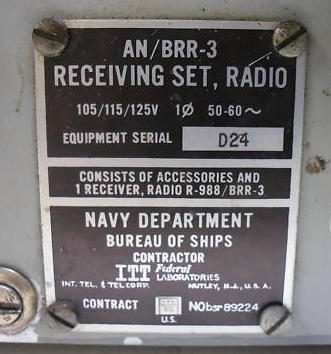 AN/BRR-3
RECEIVING SET, RADIO
105/115/125V 1Ø 50-60~
EQUIPMENT SERIAL D24
CONSISTS OF ACCESSORIES AND
1 RECEIVER, RADIO R-988/BRR-3
NAVY DEPARTMENT
BUREAU OF SHIPS
CONTRACTOR
ITT Federal LABORATORIES
INT. TEL. & TEL CORP. NUTLEY, N.J., U.S.A.
CONTRACT NObsr 89224
U.S.